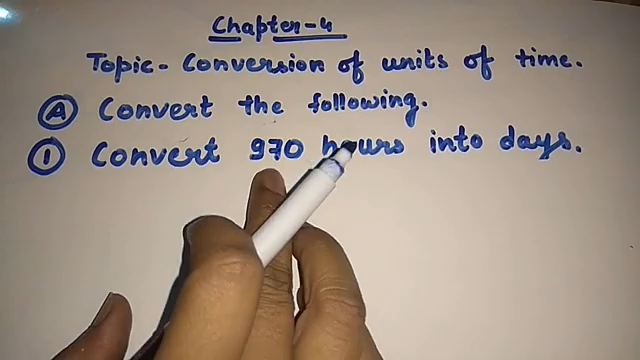 Chapter-4
Topic- Conversion of units of time.
A Convert the following.
1 Convert 970 hours into days.